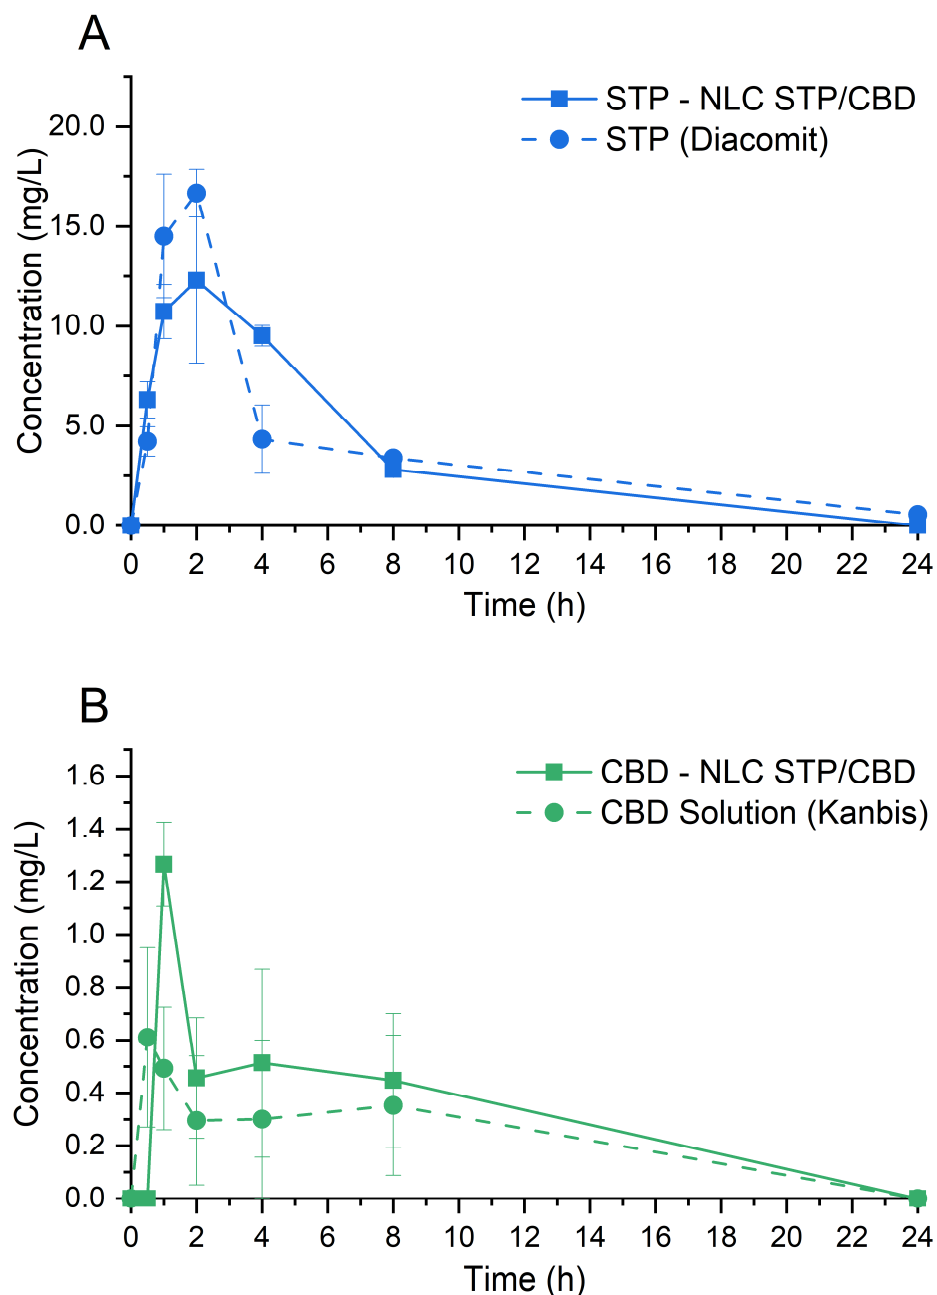 A
STP - NLC STP/CBD
STP (Diacomit)
Concentration (mg/L)
20.0
15.0
10.0
5.0
0.0
0 2 4 6 8 10 12 14 16 18 20 22 24
Time (h)
B
CBD - NLC STP/CBD
CBD Solution (Kanbis)
Concentration (mg/L)
1.6
1.4
1.2
1.0
0.8
0.6
0.4
0.2
0.0
0 2 4 6 8 10 12 14 16 18 20 22 24
Time (h)